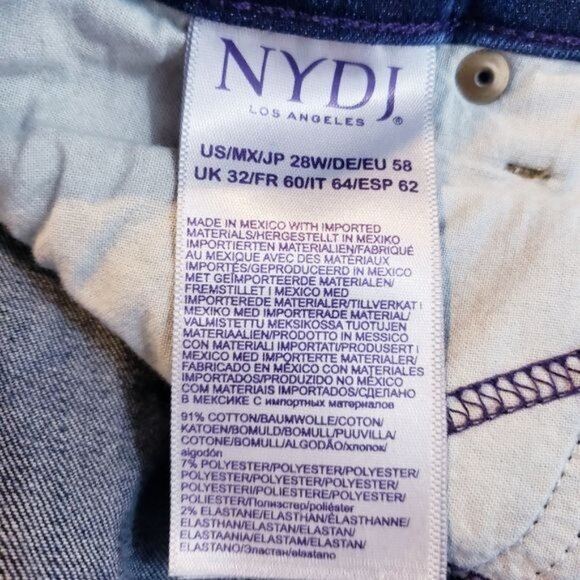 NYDJ
LOS ANGELES ®
US/MX/JP 28W/DE/EU 58
UK 32/FR 60/IT 64/ESP 62
MADE IN MEXICO WITH IMPORTED
MATERIALS/HERGESTELLT IN MEXIKO
IMPORTIERTEN MATERIALIEN/FABRIQUÉ
AU MEXIQUE AVEC DES MATÉRIAUX
IMPORTÉS/GEPRODUCEERD IN MEXICO
MET GEÏMPORTEERDE MATERIALEN/
FREMSTILLET I MEXICO MED
IMPORTEREDE MATERIALER/TILLVERKAT I
MEXIKO MED IMPORTERADE MATERIAL/
VALMISTETTU MEKSIKOSSA TUOTUJEN
MATERIAALIEN/PRODOTTO IN MESSICO
CON MATERIALI IMPORTATI/PRODUSERT I
MEXICO MED IMPORTERTE MATERIALER/
FABRICADO EN MÉXICO CON MATERIALES
IMPORTADOS/PRODUZIDO NO MÉXICO
COM MATERIAIS IMPORTADOS/СДЕЛАНО
В МЕКСИКЕ С импортных материалов
91% COTTON/BAUMWOLLE/COTON/
KATOEN/BOMULD/BOMULL/PUUVILLA/
COTONE/BOMULL/ALGODÃO/хлопок/
algodón
7% POLYESTER/POLYESTER/POLYESTER/
POLYESTER/POLYESTER/POLYESTER/
POLYESTERI/POLIESTERE/POLYESTER/
POLIÉSTER/Полиэстер/poliéster
2% ELASTANE/ELASTHAN/ÉLASTHANNE/
ELASTHAN/ELASTAN/ELASTAN/
ELASTAANIA/ELASTAM/ELASTAN/
ELASTANO/Эластан/elastano